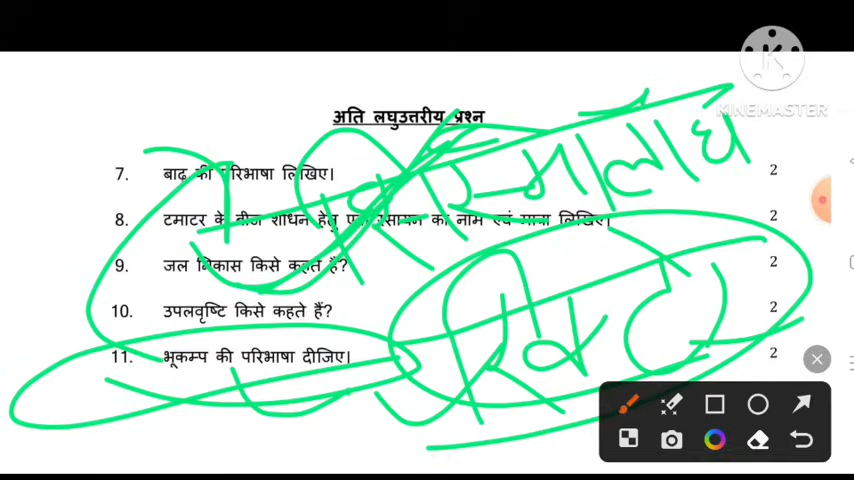 KINEMASTER
अति लघुउत्तरीय प्रश्न
7. बाढ़ की परिभाषा लिखिए। 2
8. टमाटर के बीज शोधन हेतु एक रसायन का नाम एवं मात्रा लिखिए। 2
9. जल निकास किसे कहते हैं? 2
10. उपलवृष्टि किसे कहते हैं? 2
11. भूकम्प की परिभाषा दीजिए। 2